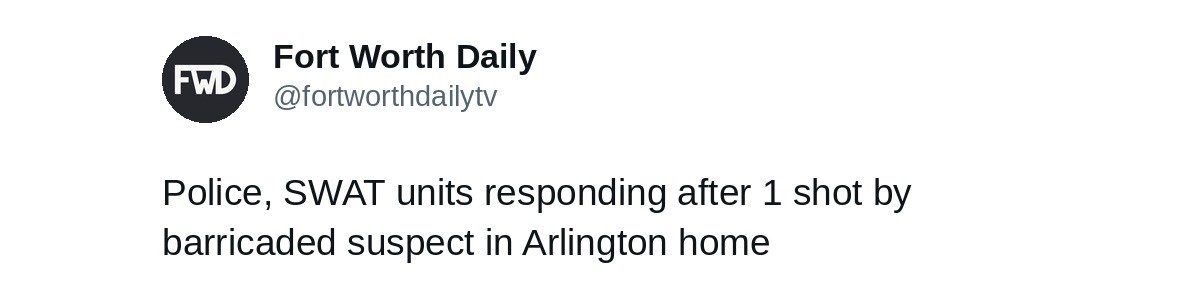 FWD
Fort Worth Daily
@fortworthdailytv
Police, SWAT units responding after 1 shot by
barricaded suspect in Arlington home